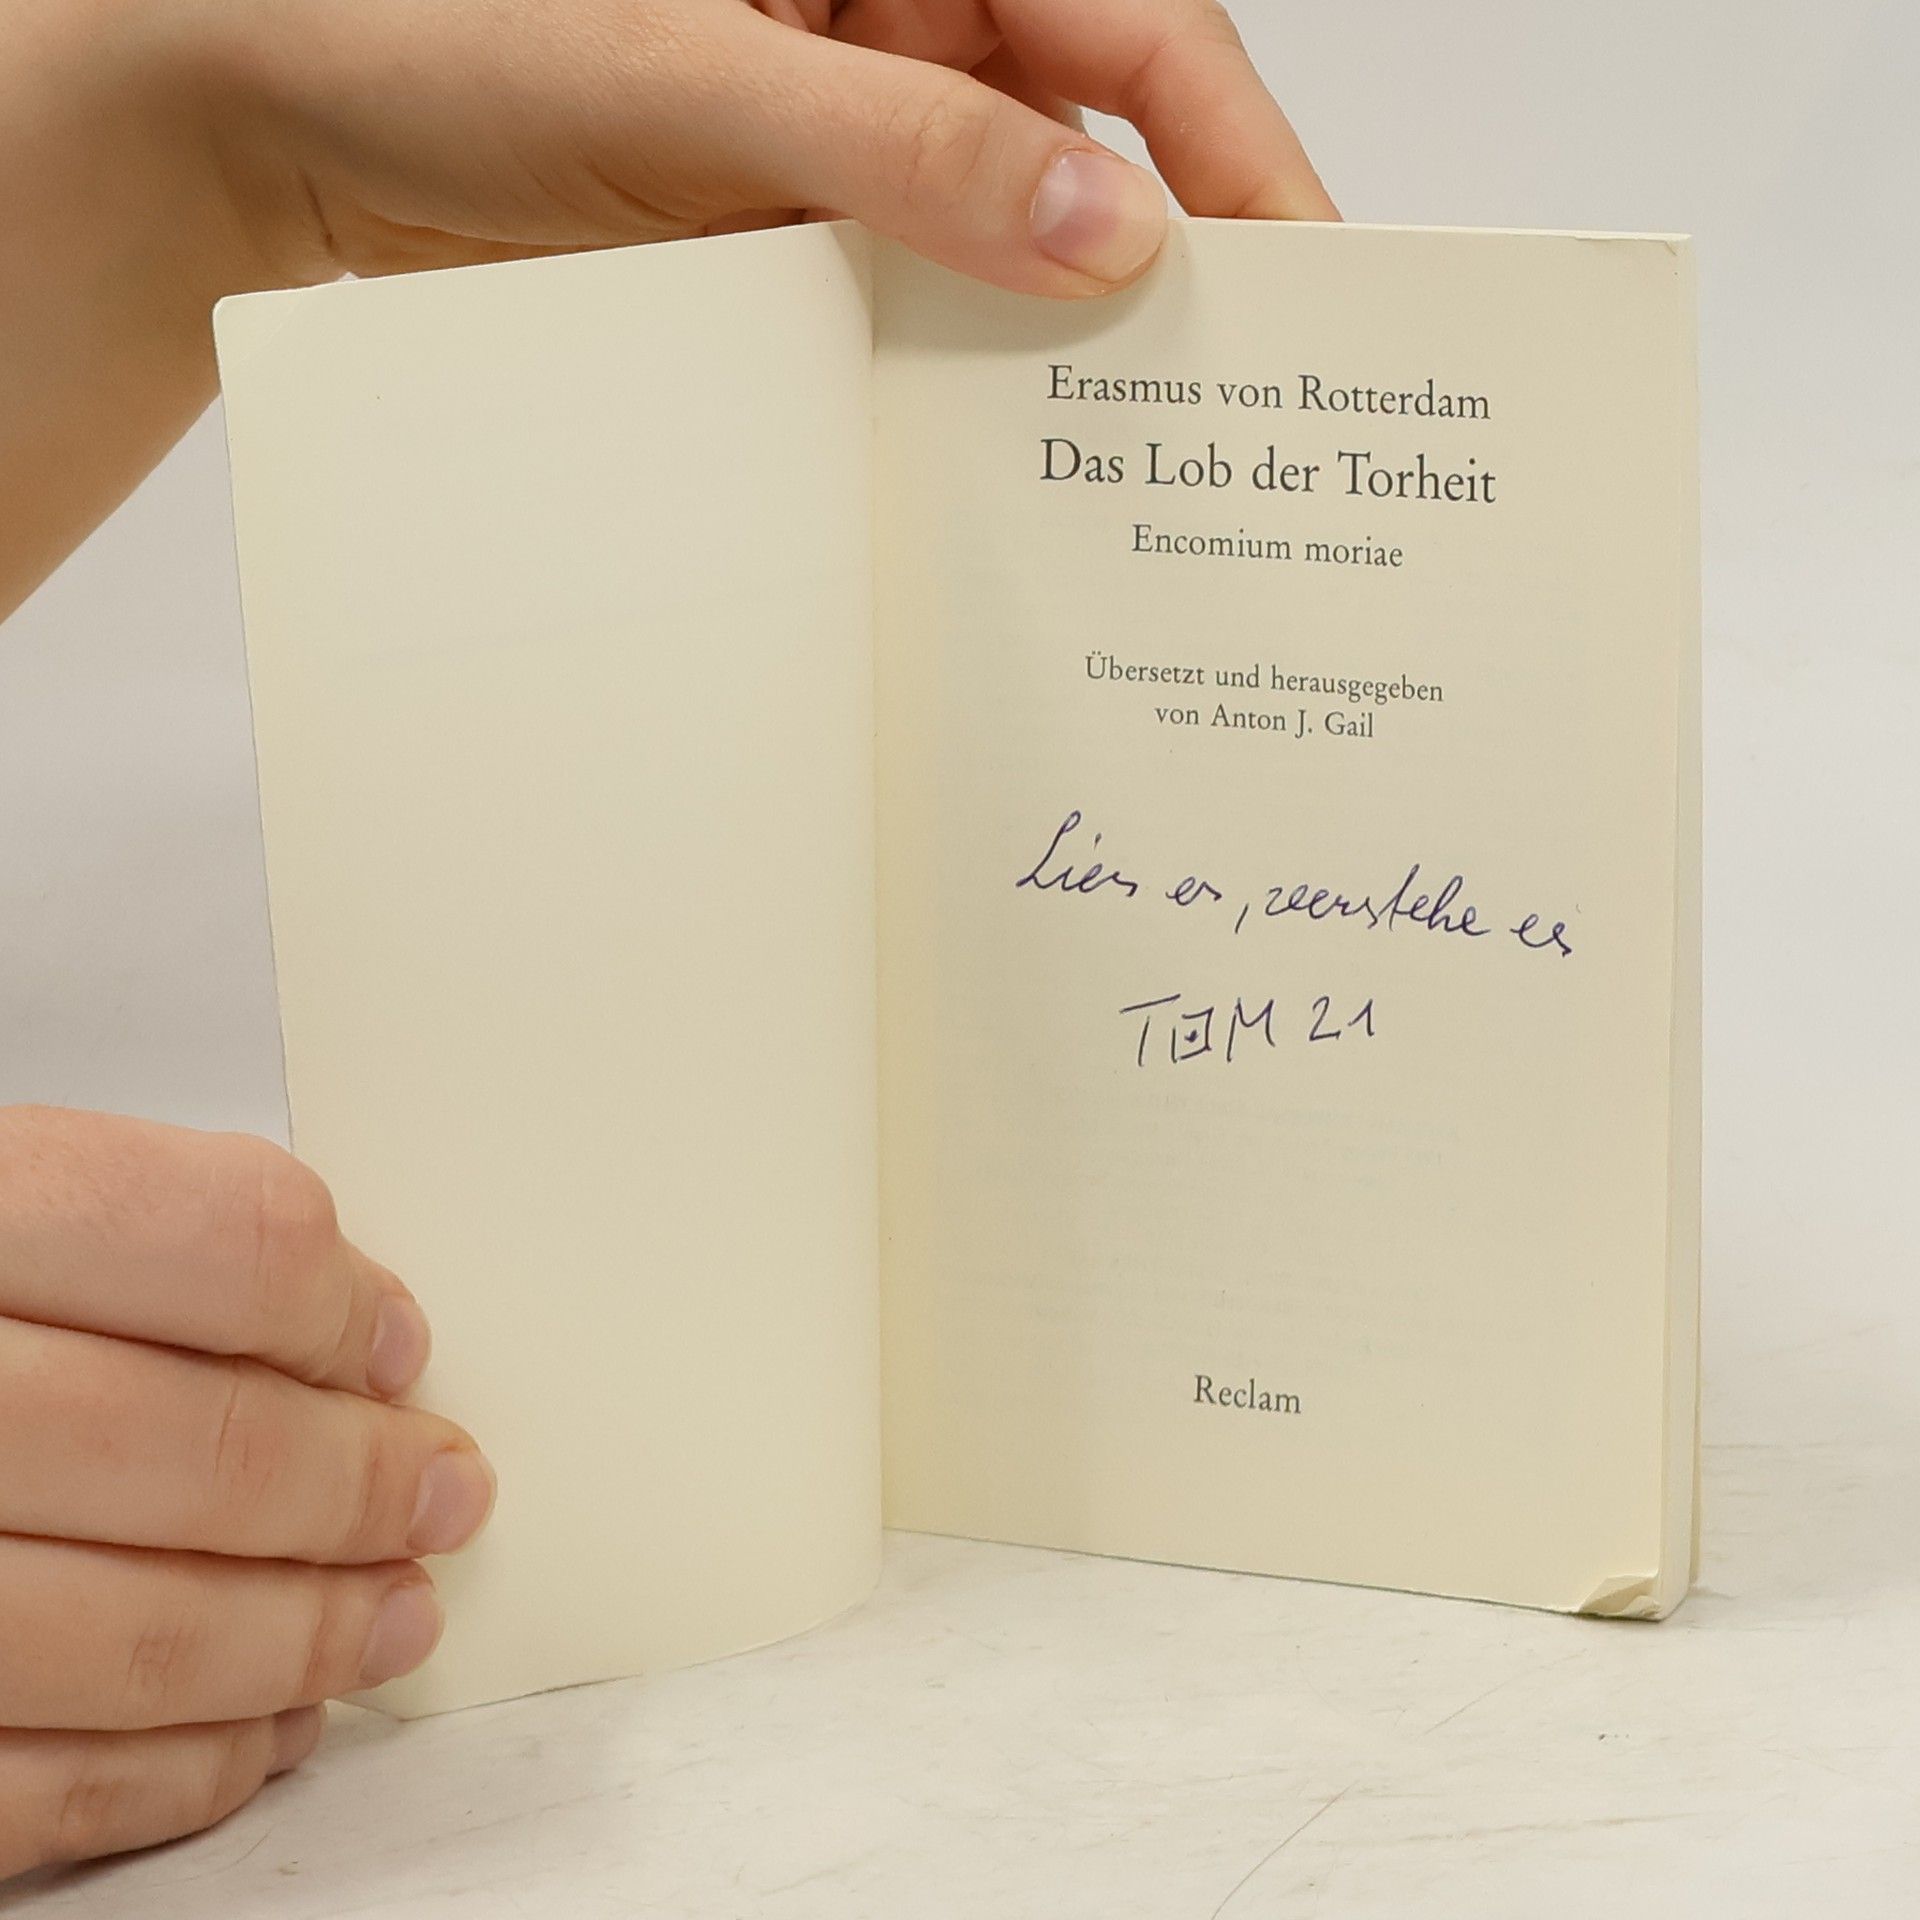 Erasmus von Rotterdam
Das Lob der Torheit
Encomium moriae
Übersetzt und herausgegeben
von Anton J. Gail
Lies es, verstehe es
TOM 21
Reclam